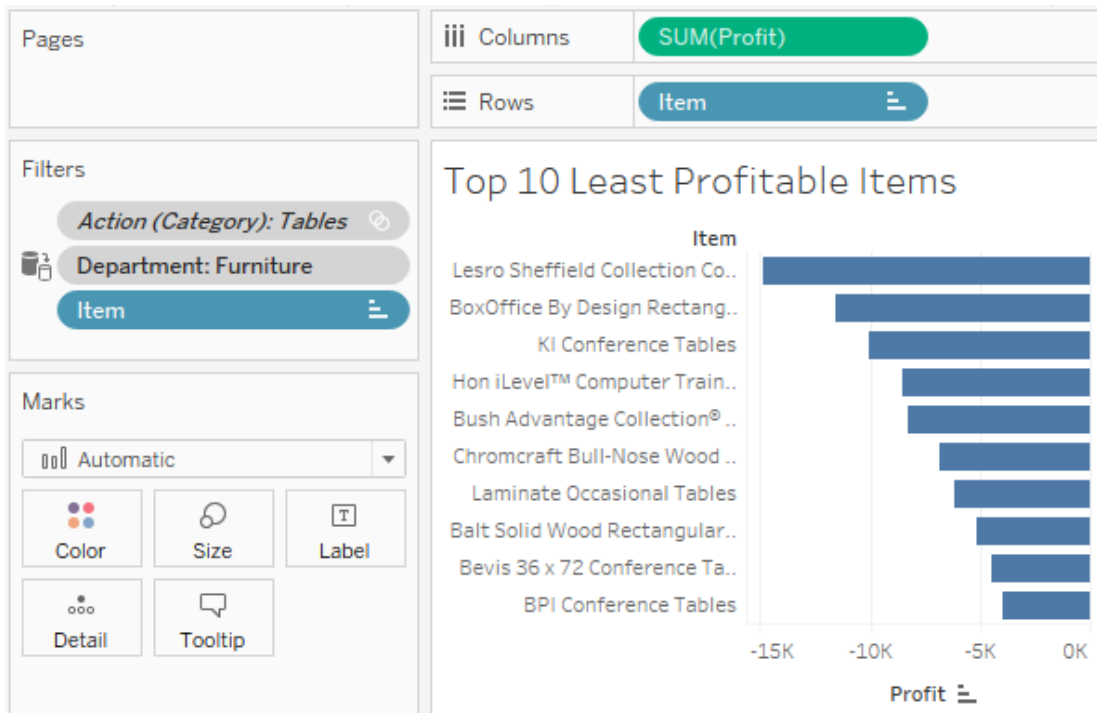 Pages
Columns
SUM(Profit)
Rows
Item
Filters
Action (Category): Tables
Department: Furniture
Item
Marks
Automatic
Color
Size
Label
Detail
Tooltip
Top 10 Least Profitable Items
Item
Lesro Sheffield Collection Co..
BoxOffice By Design Rectang..
KI Conference Tables
Hon iLevel™ Computer Train..
Bush Advantage Collection® ..
Chromcraft Bull-Nose Wood ..
Laminate Occasional Tables
Balt Solid Wood Rectangular..
Bevis 36 x 72 Conference Ta..
BPI Conference Tables
-15K -10K -5K 0K
Profit